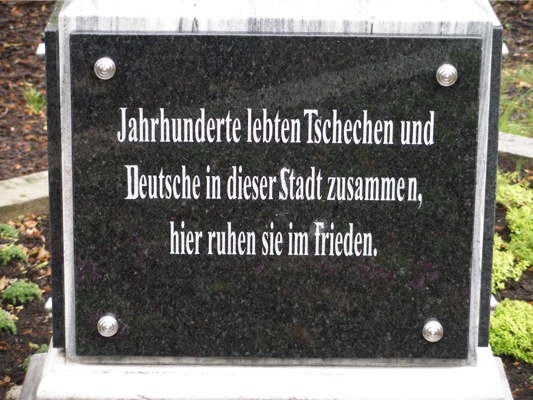 Jahrhunderte lebten Tschechen und
Deutsche in dieser Stadt zusammen,
hier ruhen sie im frieden.